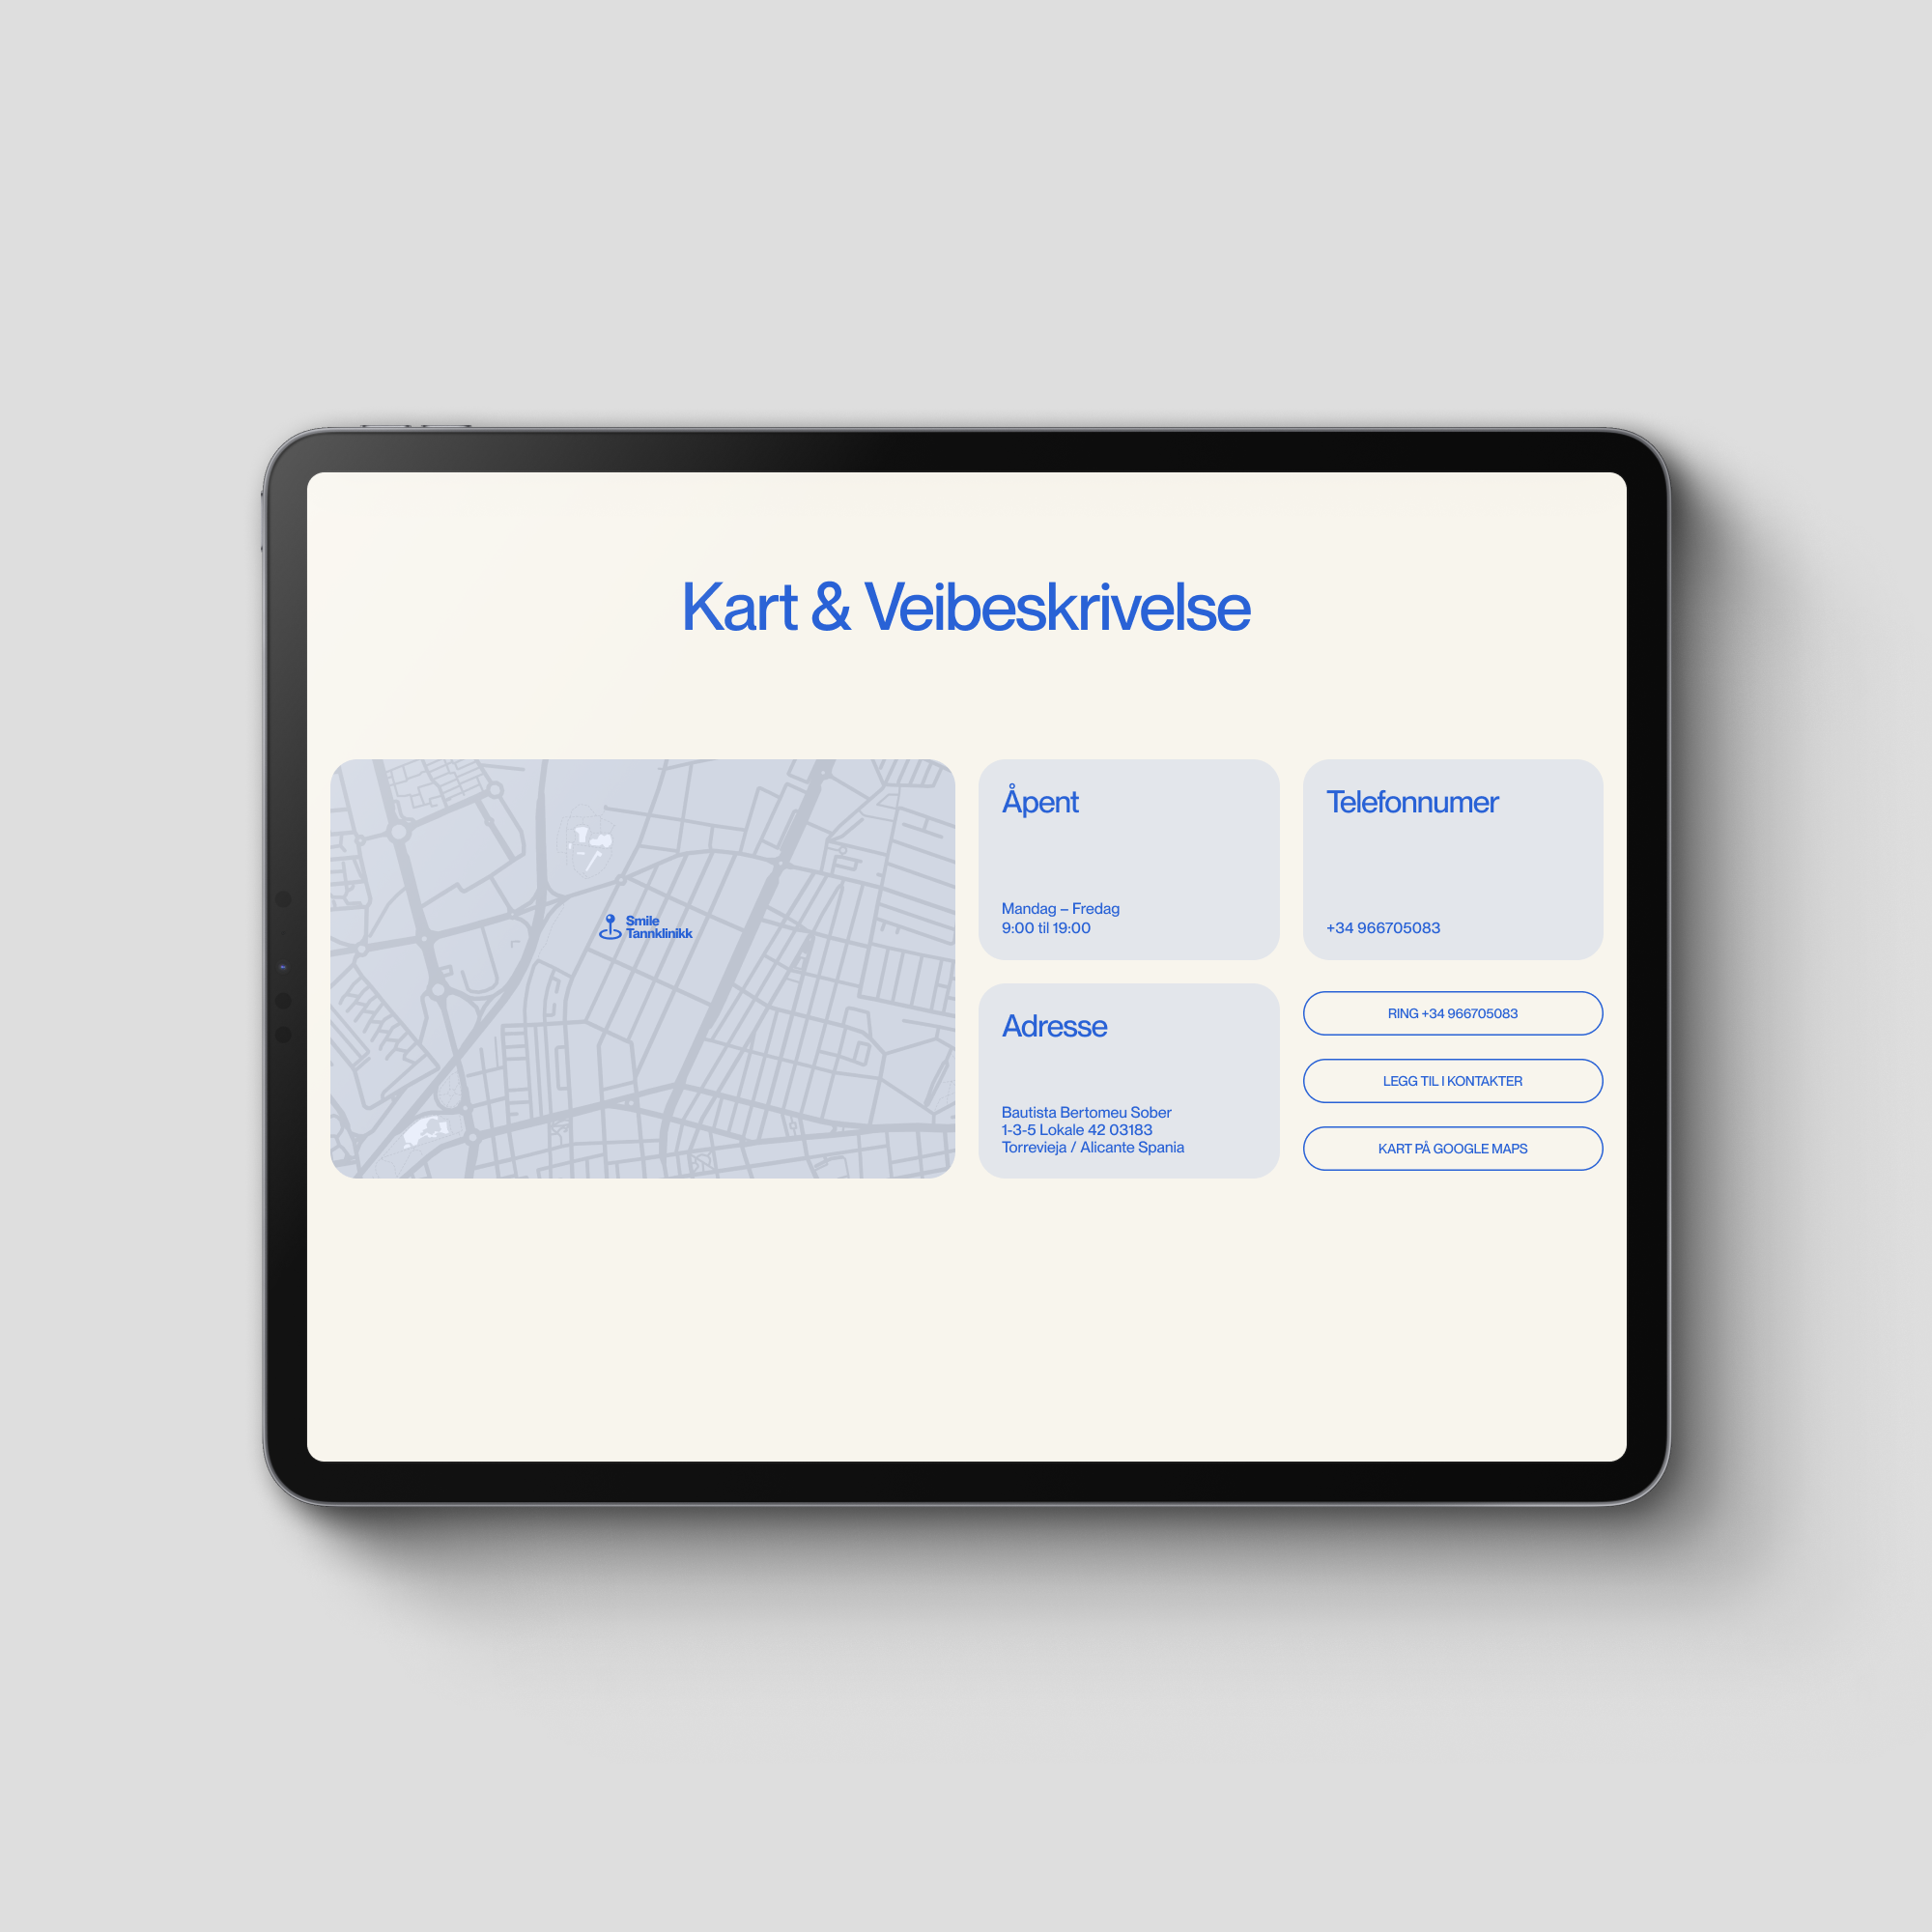 Kart & Veibeskrivelse
Smile
Tannklinikk
Åpent
Mandag – Fredag
9:00 til 19:00
Telefonnumer
+34 966705083
Adresse
Bautista Bertomeu Sober
1-3-5 Lokale 42 03183
Torrevieja / Alicante Spania
RING +34 966705083
LEGG TIL I KONTAKTER
KART PÅ GOOGLE MAPS